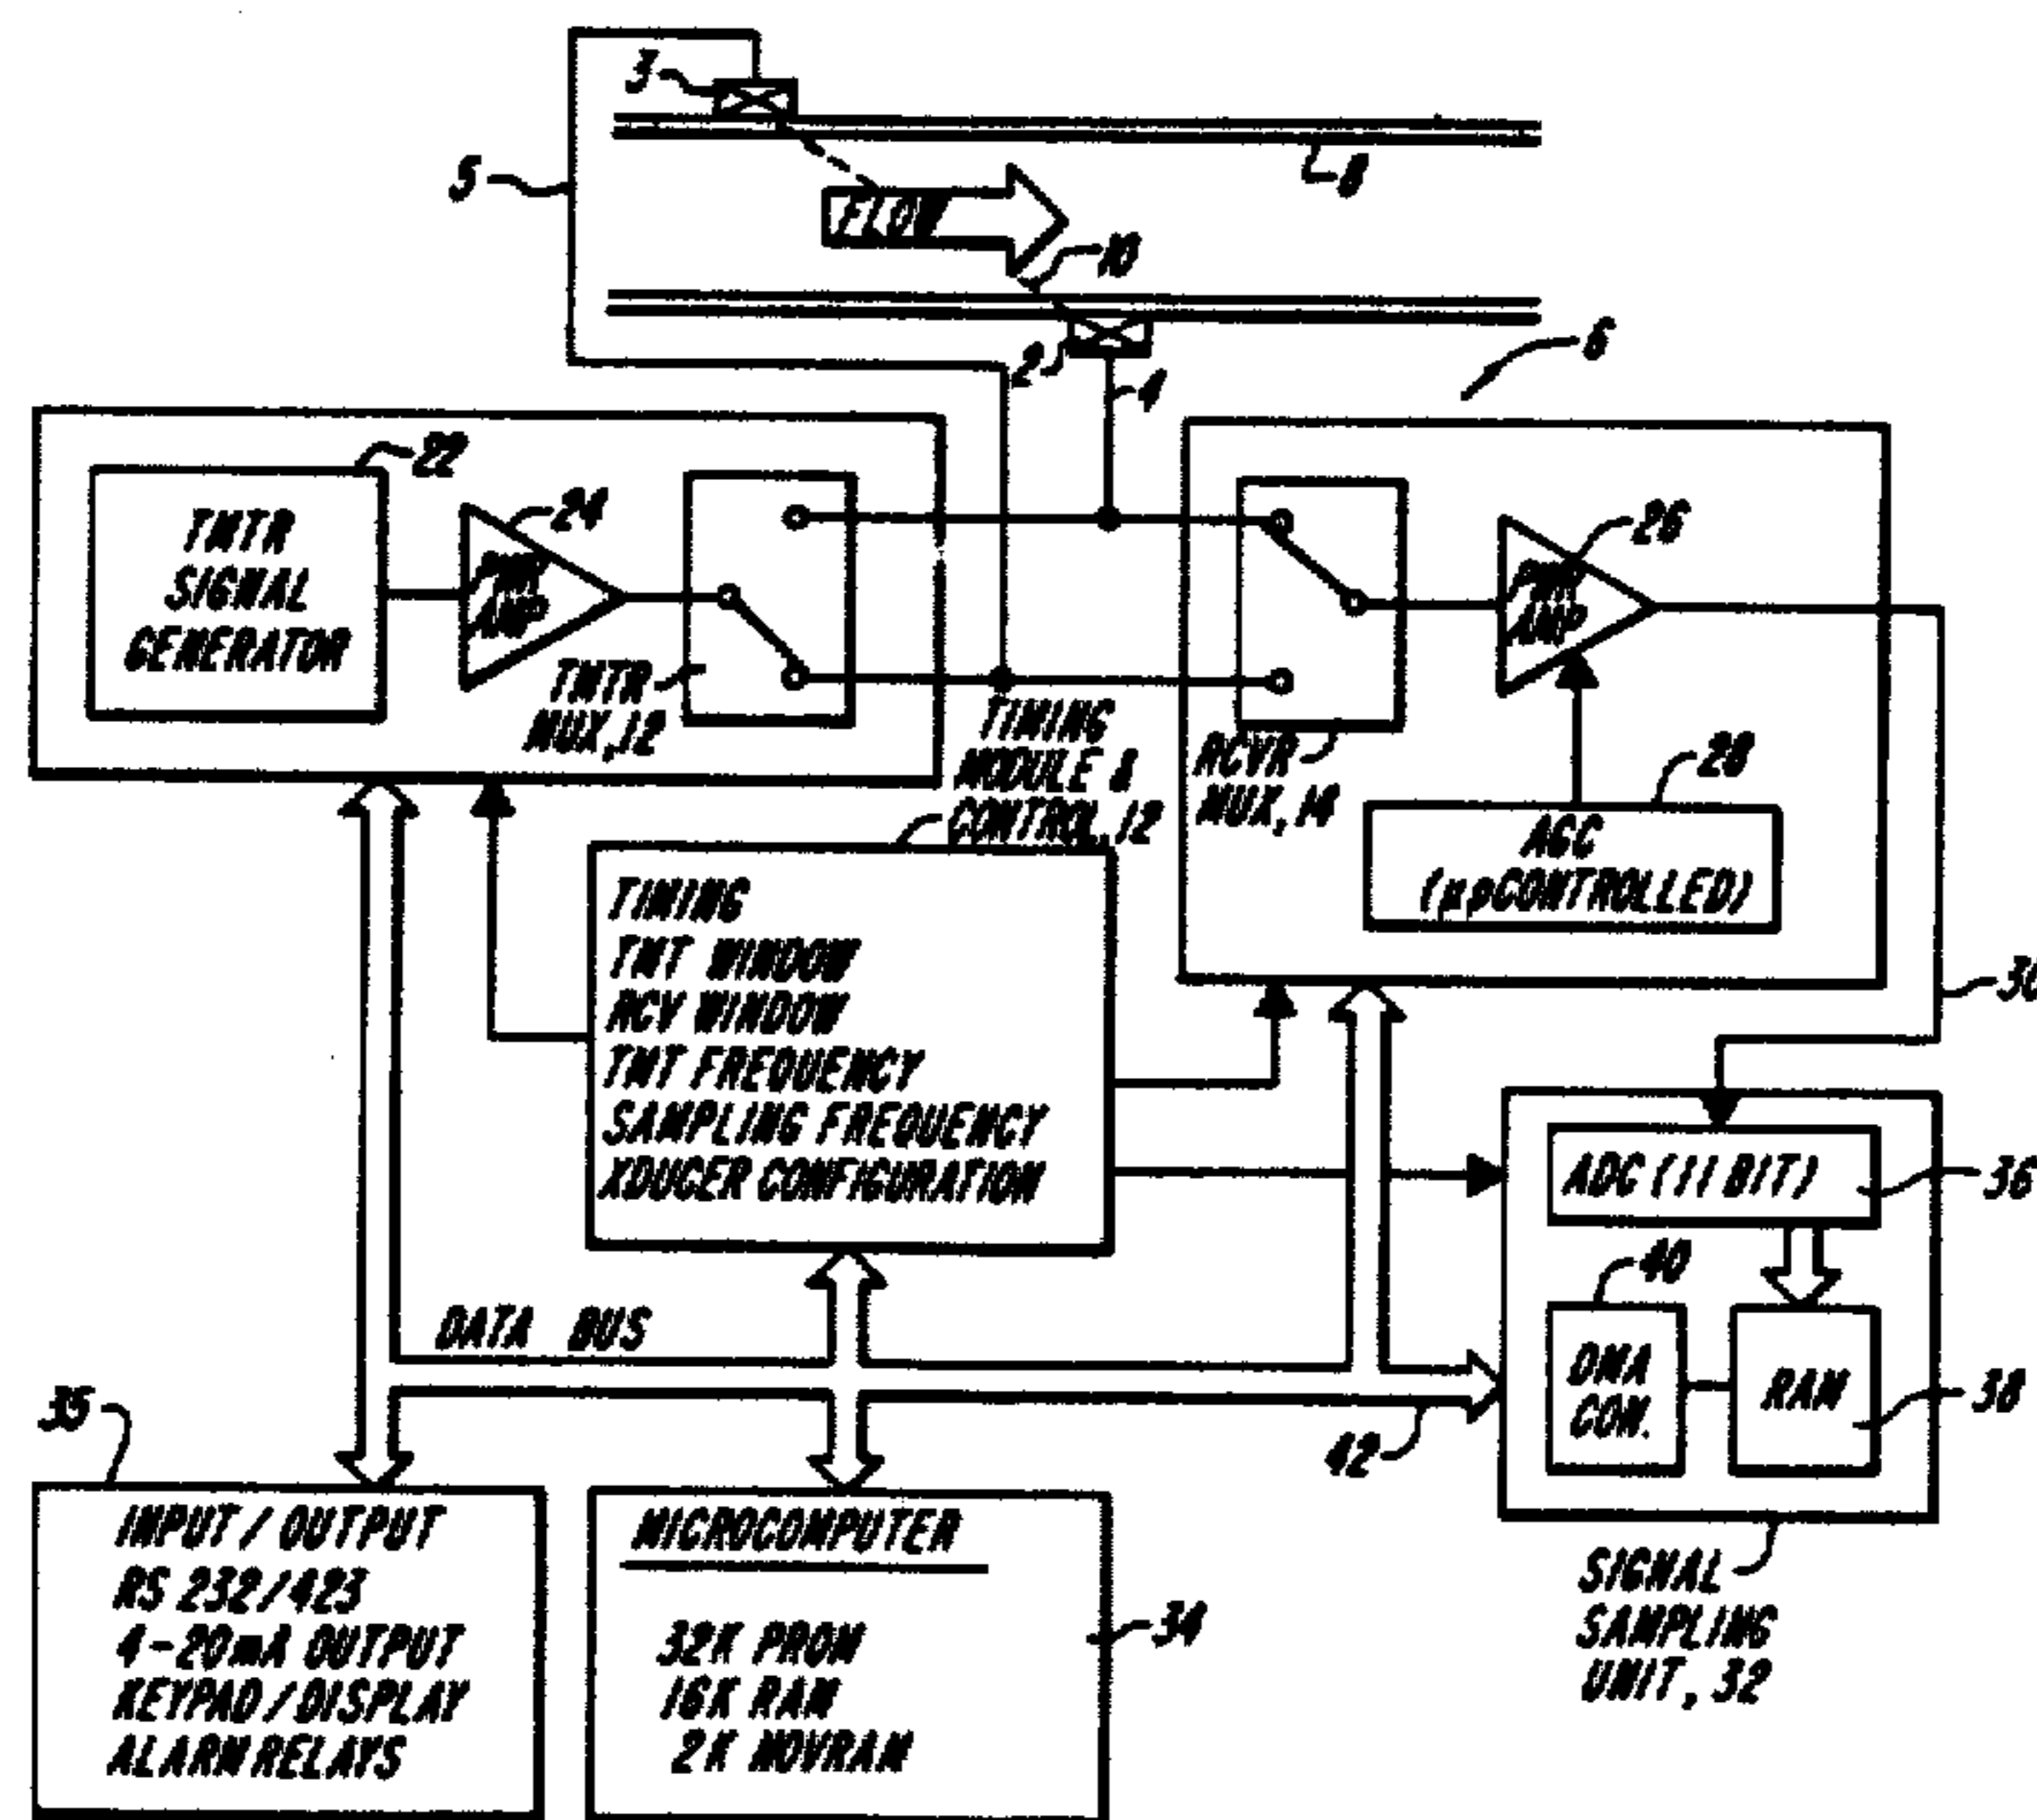 3
5
8
FLOW
10
2
4
6
22
TMTR
SIGNAL
GENERATOR
24
PWR
AMP
TMTR
MUX,12
26
PWR
AMP
TIMING
MODULE &
CONTROL,12
RCVR
MUX,14
28
AGC
(μpCONTROLLED)
30
TIMING
TMT WINDOW
RCV WINDOW
TMT FREQUENCY
SAMPLING FREQUENCY
XDUCER CONFIGURATION
ADC (11 BIT)
36
40
DMA
CON.
RAM
38
DATA BUS
42
35
INPUT / OUTPUT
RS 232/423
4-20mA OUTPUT
KEYPAD/DISPLAY
ALARM RELAYS
MICROCOMPUTER
32K PROM
16K RAM
2K NOVRAM
34
SIGNAL
SAMPLING
UNIT, 32